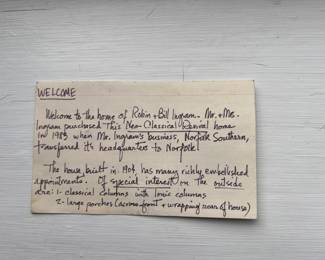 WELCOME
Welcome to the home of Robin + Bill Ingram. Mr. + Mrs.
Ingram purchased this Neo-Classical Revival home
in 1983 when Mr. Ingram's business, Norfolk Southern,
transferred it's headquarters to Norfolk.
The house, built in 1904, has many richly embellished
appointments. Of special interest on the outside
are: 1- classical columns with Ionic columns
2- large porches (across front + wrapping rear of house)